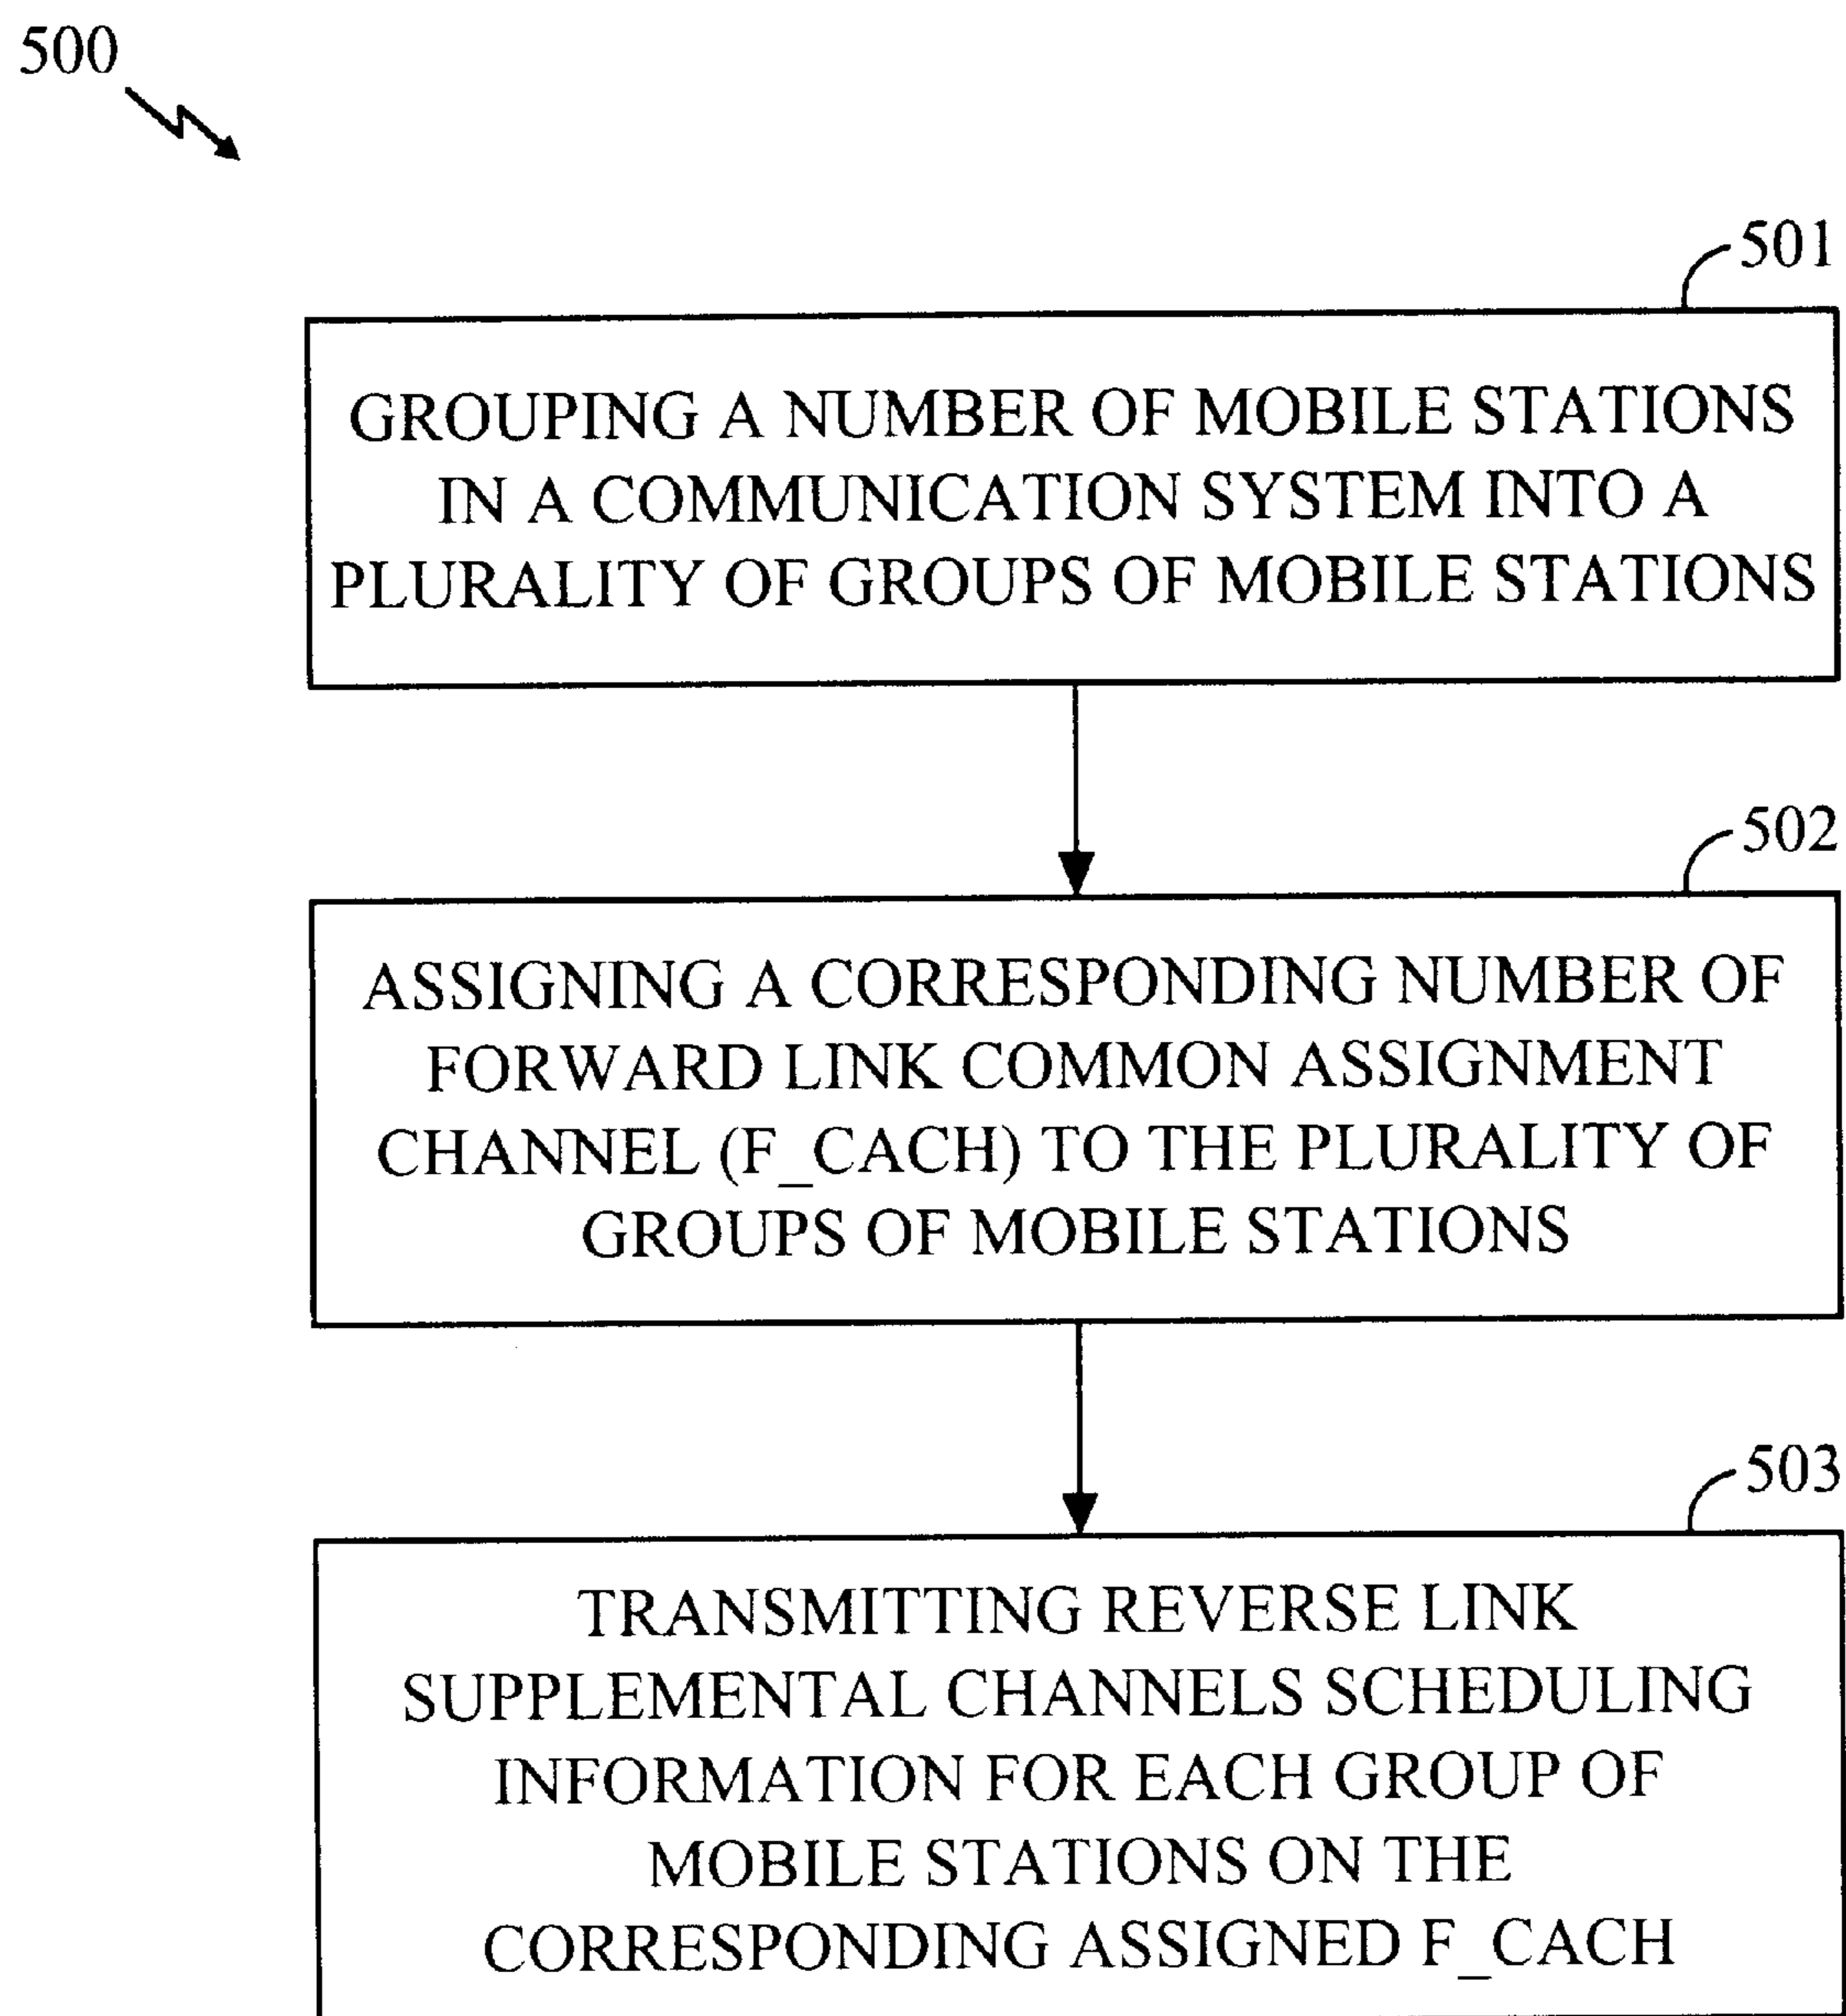 500
501
GROUPING A NUMBER OF MOBILE STATIONS
IN A COMMUNICATION SYSTEM INTO A
PLURALITY OF GROUPS OF MOBILE STATIONS
502
ASSIGNING A CORRESPONDING NUMBER OF
FORWARD LINK COMMON ASSIGNMENT
CHANNEL (F_CACH) TO THE PLURALITY OF
GROUPS OF MOBILE STATIONS
503
TRANSMITTING REVERSE LINK
SUPPLEMENTAL CHANNELS SCHEDULING
INFORMATION FOR EACH GROUP OF
MOBILE STATIONS ON THE
CORRESPONDING ASSIGNED F_CACH